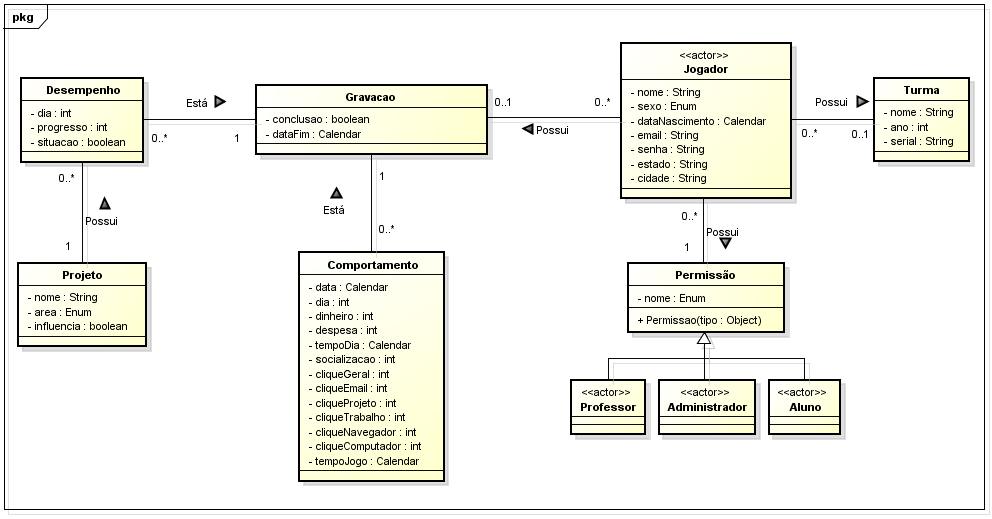 pkg
Desempenho
- dia : int
- progresso : int
- situacao : boolean
Está
0..*
1
Gravacao
- conclusao : boolean
- dataFim : Calendar
0..1
0..*
Possui
<<actor>>
Jogador
- nome : String
- sexo : Enum
- dataNascimento : Calendar
- email : String
- senha : String
- estado : String
- cidade : String
Possui
0..*
0..1
Turma
- nome : String
- ano : int
- serial : String
0..*
Possui
1
Projeto
- nome : String
- area : Enum
- influencia : boolean
1
Está
0..*
Comportamento
- data : Calendar
- dia : int
- dinheiro : int
- despesa : int
- tempoDia : Calendar
- socializacao : int
- cliqueGeral : int
- cliqueEmail : int
- cliqueProjeto : int
- cliqueTrabalho : int
- cliqueNavegador : int
- cliqueComputador : int
- tempoJogo : Calendar
0..*
Possui
1
Permissão
- nome : Enum
+ Permissao(tipo : Object)
<<actor>>
Professor
<<actor>>
Administrador
<<actor>>
Aluno